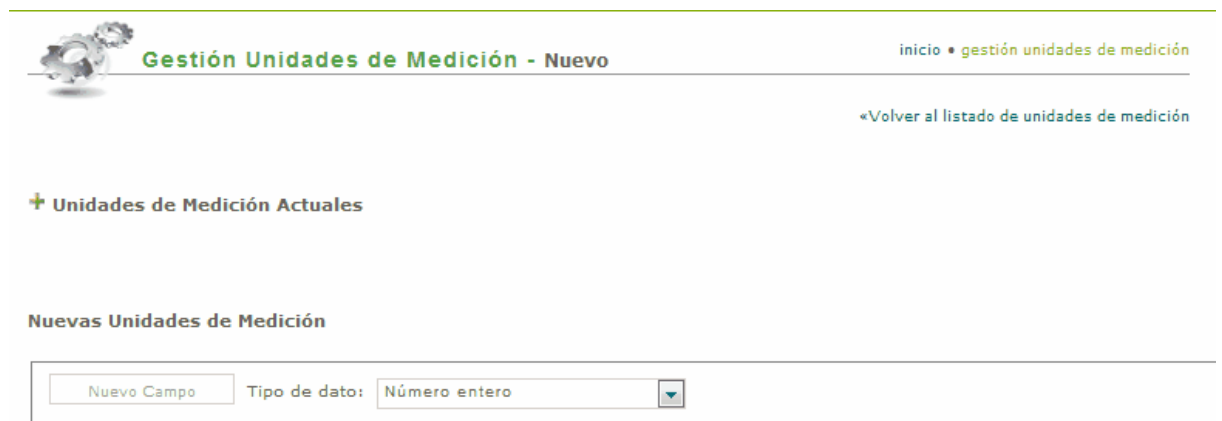 Gestión Unidades de Medición - Nuevo
inicio • gestión unidades de medición
«Volver al listado de unidades de medición
Unidades de Medición Actuales
Nuevas Unidades de Medición
Nuevo Campo Tipo de dato: Número entero